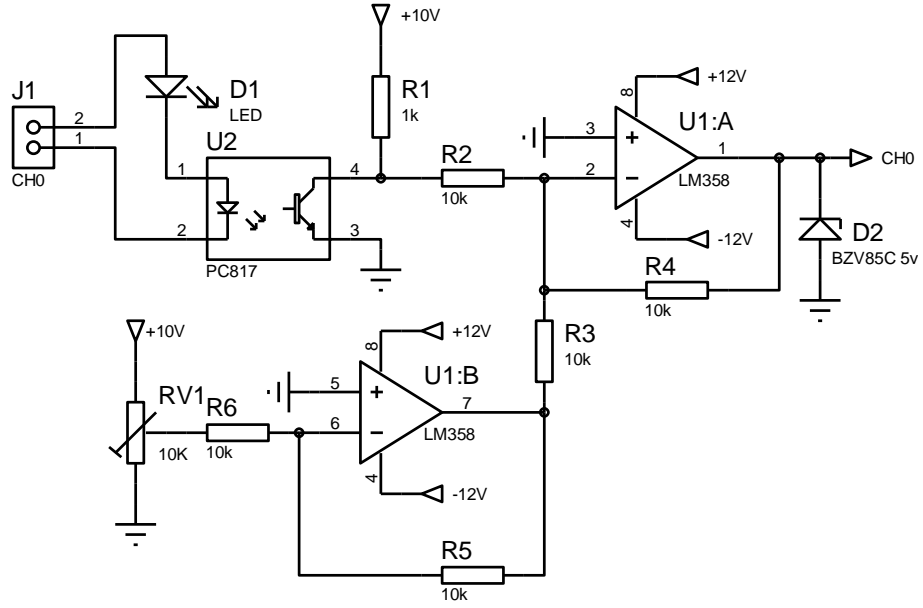 +10V
J1
2
1
CH0
D1
LED
U2
1
2
4
3
PC817
R1
1k
R2
10k
+12V
8
U1:A
3
2
1
LM358
4
-12V
CH0
D2
BZV85C 5v
R4
10k
R3
10k
+10V
RV1
10K
R6
10k
+12V
8
U1:B
5
6
7
LM358
4
-12V
R5
10k